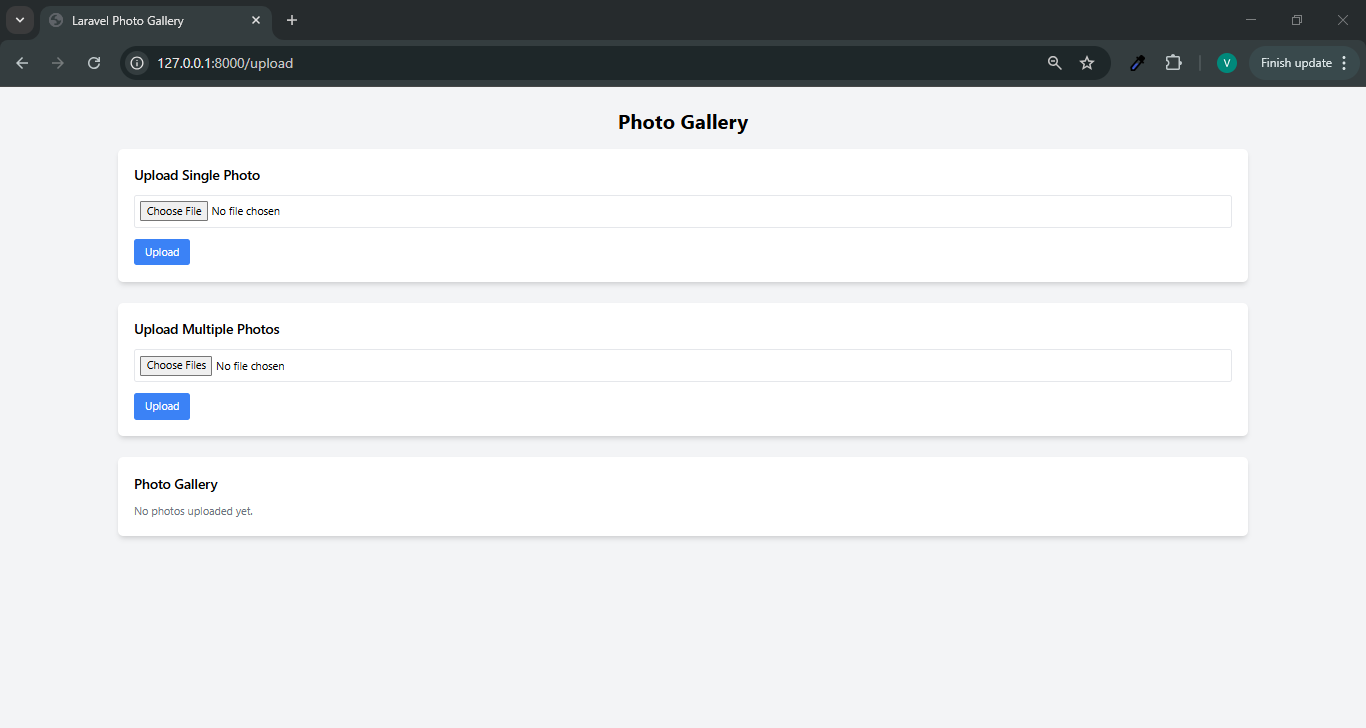 Laravel Photo Gallery
127.0.0.1:8000/upload
V
Finish update
Photo Gallery
Upload Single Photo
Choose File No file chosen
Upload
Upload Multiple Photos
Choose Files No file chosen
Upload
Photo Gallery
No photos uploaded yet.